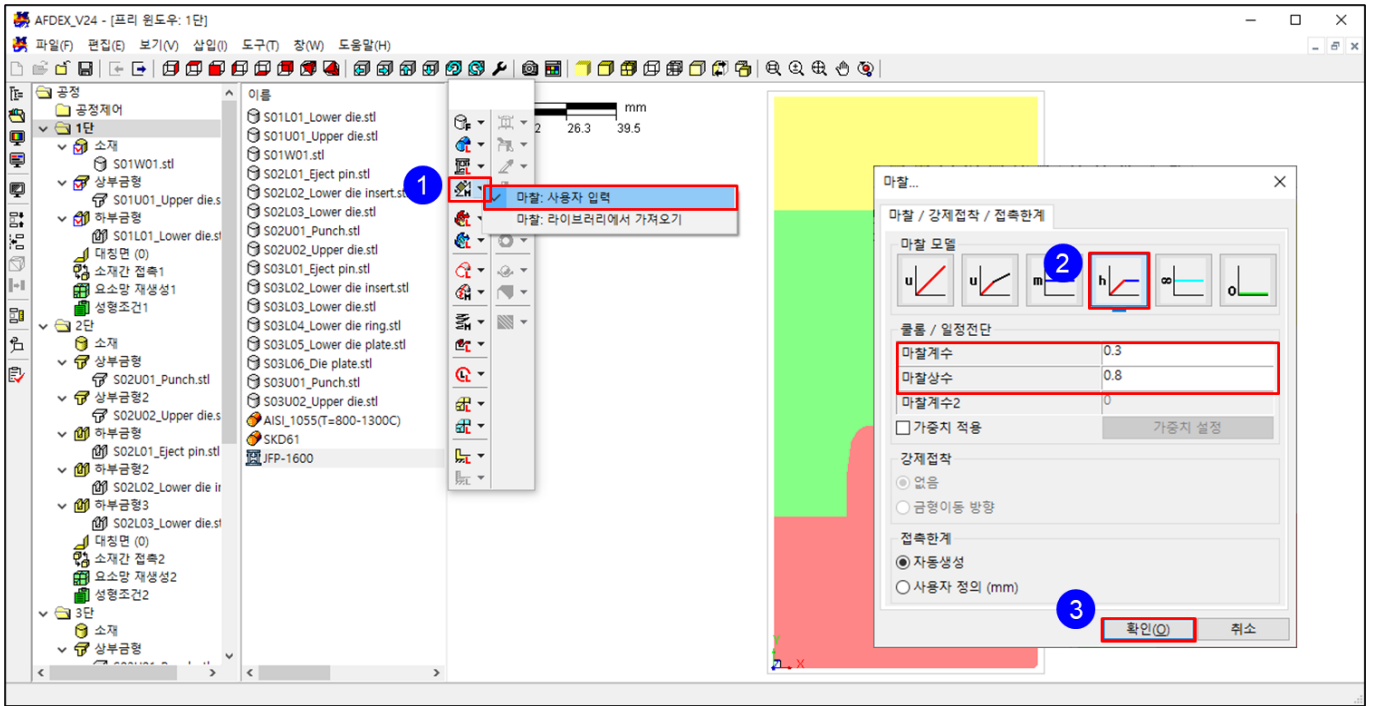 AFDEX_V24 - [프리 윈도우: 1단]
파일(F) 편집(E) 보기(V) 삽입(I) 도구(T) 창(W) 도움말(H)
공정
공정제어
1단
소재
S01W01.stl
상부금형
S01U01_Upper die.s
하부금형
S01L01_Lower die.st
대칭면 (0)
소재간 접촉1
요소망 재생성1
성형조건1
2단
소재
상부금형
S02U01_Punch.stl
상부금형2
S02U02_Upper die.s
하부금형
S02L01_Eject pin.stl
하부금형2
S02L02_Lower die ir
하부금형3
S02L03_Lower die.st
대칭면 (0)
소재간 접촉2
요소망 재생성2
성형조건2
3단
소재
상부금형
이름
S01L01_Lower die.stl
S01U01_Upper die.stl
S01W01.stl
S02L01_Eject pin.stl
S02L02_Lower die insert.st
S02L03_Lower die.stl
S02U01_Punch.stl
S02U02_Upper die.stl
S03L01_Eject pin.stl
S03L02_Lower die insert.stl
S03L03_Lower die.stl
S03L04_Lower die ring.stl
S03L05_Lower die plate.stl
S03L06_Die plate.stl
S03U01_Punch.stl
S03U02_Upper die.stl
AISI_1055(T=800-1300C)
SKD61
JFP-1600
mm
2 26.3 39.5
1
마찰: 사용자 입력
마찰: 라이브러리에서 가져오기
Y
Z X
마찰...
마찰 / 강제접착 / 접촉한계
마찰 모델
2
u u m h ∞ 0
쿨롱 / 일정전단
마찰계수 0.3
마찰상수 0.8
마찰계수2 0
가중치 적용 가중치 설정
강제접착
없음
금형이동 방향
접촉한계
자동생성
사용자 정의 (mm)
3
확인(O) 취소